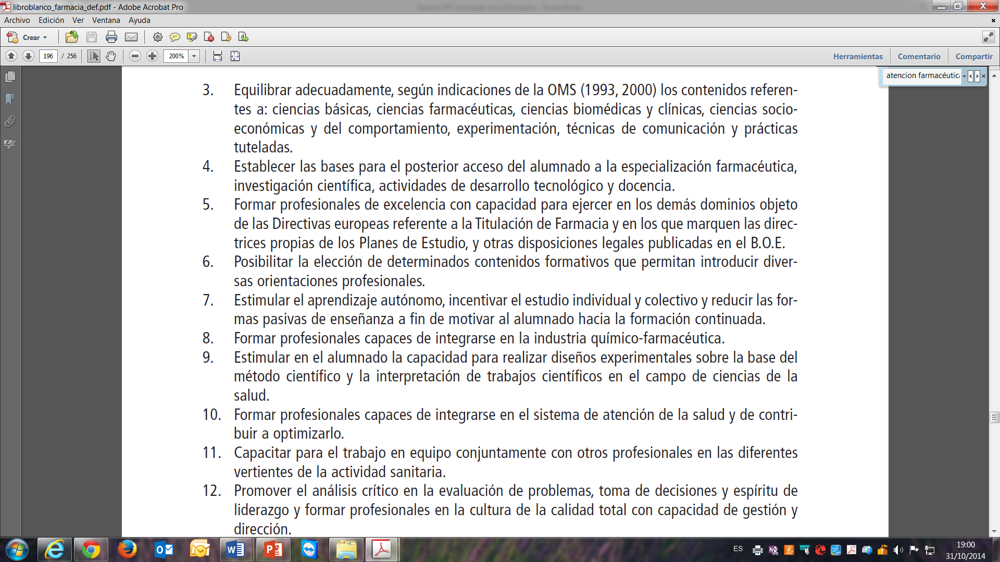 libroblanco_farmacia_def.pdf - Adobe Acrobat Pro
Archivo Edición Ver Ventana Ayuda
Crear
196 / 256 200% Herramientas Comentario Compartir
atencion farmacéutic
3. Equilibrar adecuadamente, según indicaciones de la OMS (1993, 2000) los contenidos referen-
tes a: ciencias básicas, ciencias farmacéuticas, ciencias biomédicas y clínicas, ciencias socio-
económicas y del comportamiento, experimentación, técnicas de comunicación y prácticas
tuteladas.
4. Establecer las bases para el posterior acceso del alumnado a la especialización farmacéutica,
investigación científica, actividades de desarrollo tecnológico y docencia.
5. Formar profesionales de excelencia con capacidad para ejercer en los demás dominios objeto
de las Directivas europeas referente a la Titulación de Farmacia y en los que marquen las direc-
trices propias de los Planes de Estudio, y otras disposiciones legales publicadas en el B.O.E.
6. Posibilitar la elección de determinados contenidos formativos que permitan introducir diver-
sas orientaciones profesionales.
7. Estimular el aprendizaje autónomo, incentivar el estudio individual y colectivo y reducir las for-
mas pasivas de enseñanza a fin de motivar al alumnado hacia la formación continuada.
8. Formar profesionales capaces de integrarse en la industria químico-farmacéutica.
9. Estimular en el alumnado la capacidad para realizar diseños experimentales sobre la base del
método científico y la interpretación de trabajos científicos en el campo de ciencias de la
salud.
10. Formar profesionales capaces de integrarse en el sistema de atención de la salud y de contri-
buir a optimizarlo.
11. Capacitar para el trabajo en equipo conjuntamente con otros profesionales en las diferentes
vertientes de la actividad sanitaria.
12. Promover el análisis crítico en la evaluación de problemas, toma de decisiones y espíritu de
liderazgo y formar profesionales en la cultura de la calidad total con capacidad de gestión y
dirección.
ES
19:00
31/10/2014